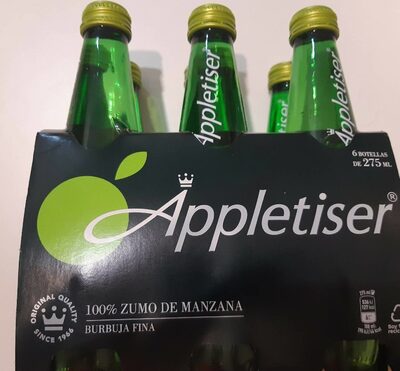 Appletiser
Appletiser
6 BOTELLAS
DE 275 ML.
Appletiser®
ORIGINAL QUALITY
SINCE 1966
100% ZUMO DE MANZANA
BURBUJA FINA